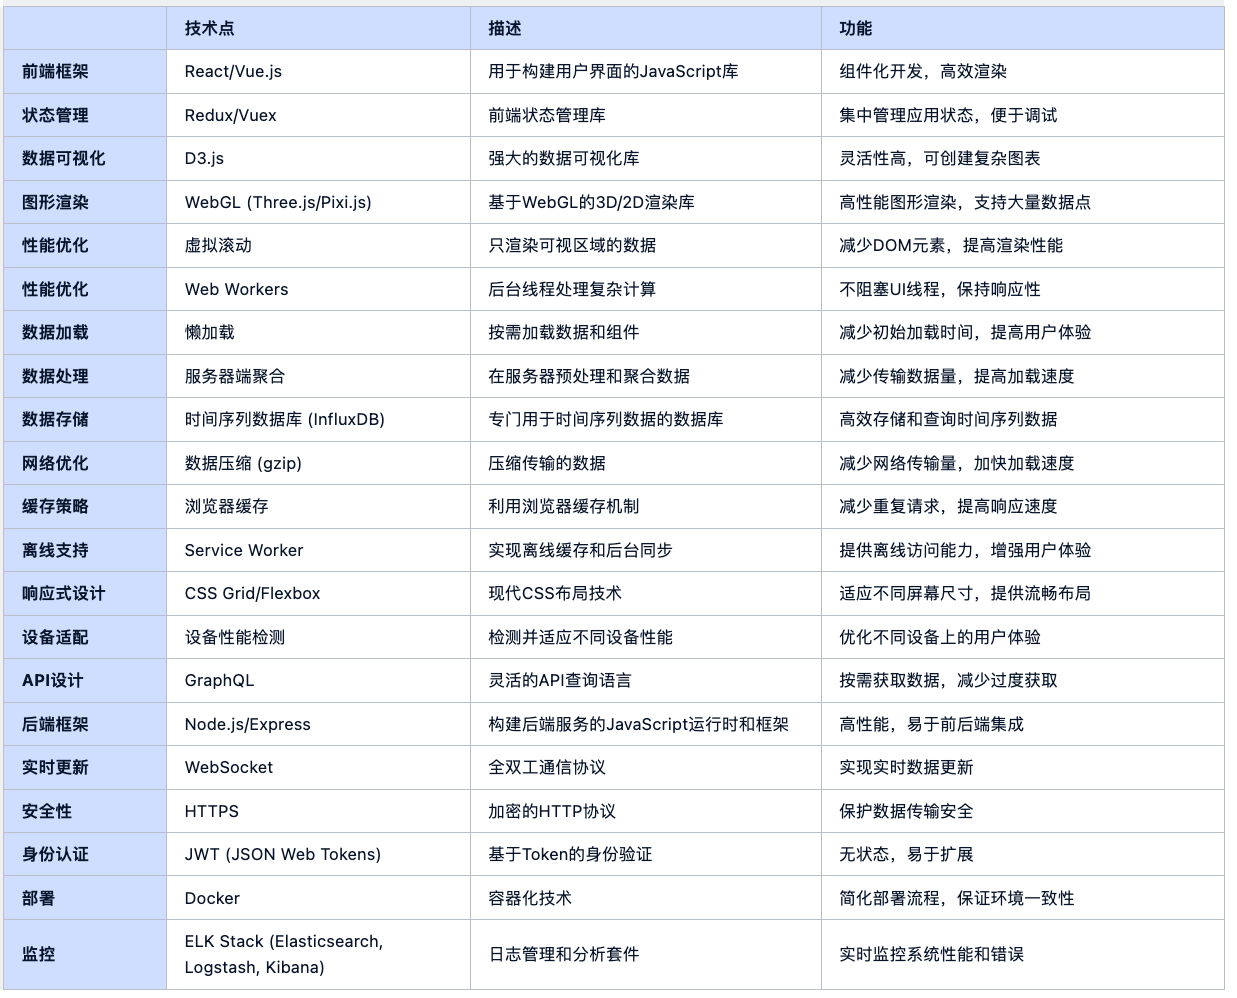 技术点 描述 功能
前端框架 React/Vue.js 用于构建用户界面的JavaScript库 组件化开发，高效渲染
状态管理 Redux/Vuex 前端状态管理库 集中管理应用状态，便于调试
数据可视化 D3.js 强大的数据可视化库 灵活性高，可创建复杂图表
图形渲染 WebGL (Three.js/Pixi.js) 基于WebGL的3D/2D渲染库 高性能图形渲染，支持大量数据点
性能优化 虚拟滚动 只渲染可视区域的数据 减少DOM元素，提高渲染性能
性能优化 Web Workers 后台线程处理复杂计算 不阻塞UI线程，保持响应性
数据加载 懒加载 按需加载数据和组件 减少初始加载时间，提高用户体验
数据处理 服务器端聚合 在服务器预处理和聚合数据 减少传输数据量，提高加载速度
数据存储 时间序列数据库 (InfluxDB) 专门用于时间序列数据的数据库 高效存储和查询时间序列数据
网络优化 数据压缩 (gzip) 压缩传输的数据 减少网络传输量，加快加载速度
缓存策略 浏览器缓存 利用浏览器缓存机制 减少重复请求，提高响应速度
离线支持 Service Worker 实现离线缓存和后台同步 提供离线访问能力，增强用户体验
响应式设计 CSS Grid/Flexbox 现代CSS布局技术 适应不同屏幕尺寸，提供流畅布局
设备适配 设备性能检测 检测并适应不同设备性能 优化不同设备上的用户体验
API设计 GraphQL 灵活的API查询语言 按需获取数据，减少过度获取
后端框架 Node.js/Express 构建后端服务的JavaScript运行时和框架 高性能，易于前后端集成
实时更新 WebSocket 全双工通信协议 实现实时数据更新
安全性 HTTPS 加密的HTTP协议 保护数据传输安全
身份认证 JWT (JSON Web Tokens) 基于Token的身份验证 无状态，易于扩展
部署 Docker 容器化技术 简化部署流程，保证环境一致性
监控 ELK Stack (Elasticsearch,
Logstash, Kibana) 日志管理和分析套件 实时监控系统性能和错误